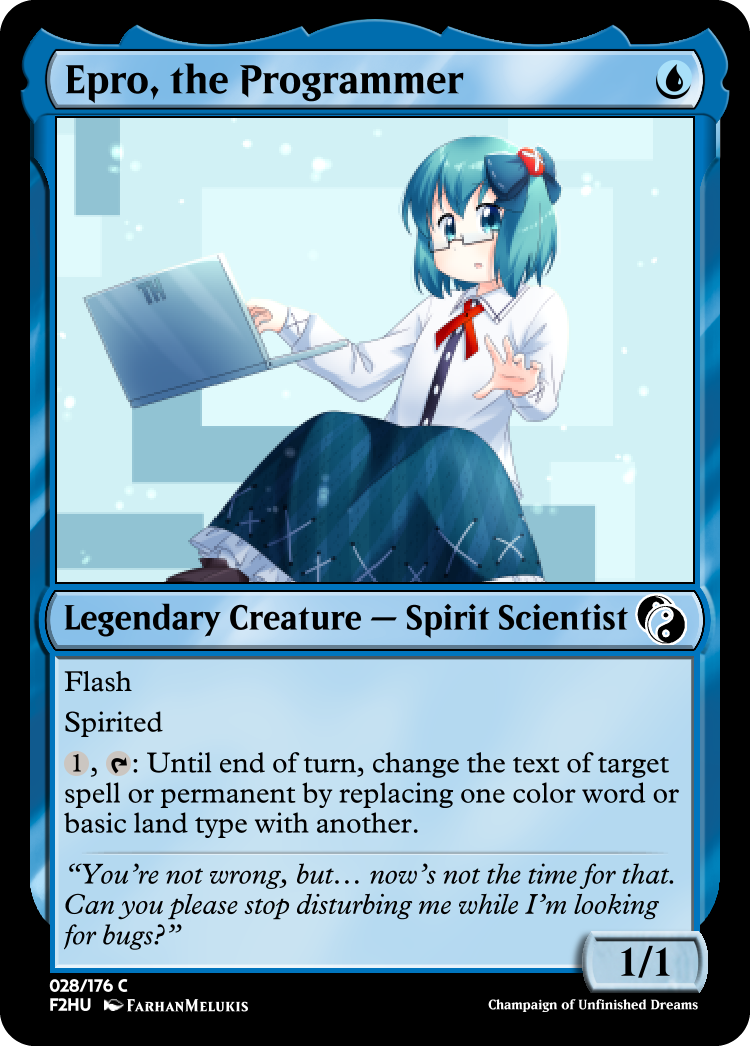 Epro, the Programmer
TH
Legendary Creature — Spirit Scientist
Flash
Spirited
1, : Until end of turn, change the text of target
spell or permanent by replacing one color word or
basic land type with another.
“You’re not wrong, but… now’s not the time for that.
Can you please stop disturbing me while I’m looking
for bugs?”
1/1
028/176 C
F2HU FarhanMelukis
Champaign of Unfinished Dreams